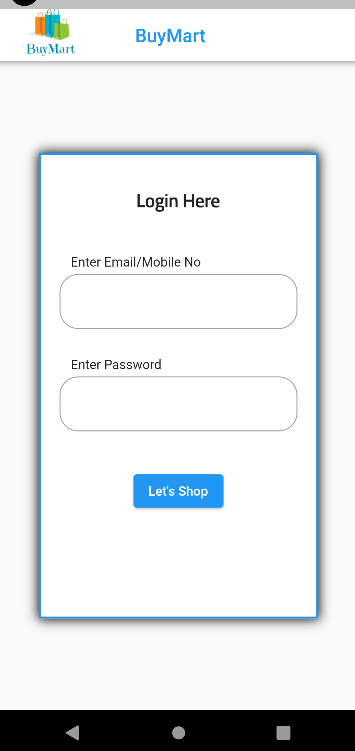 BuyMart
BuyMart
Login Here
Enter Email/Mobile No
Enter Password
Let's Shop